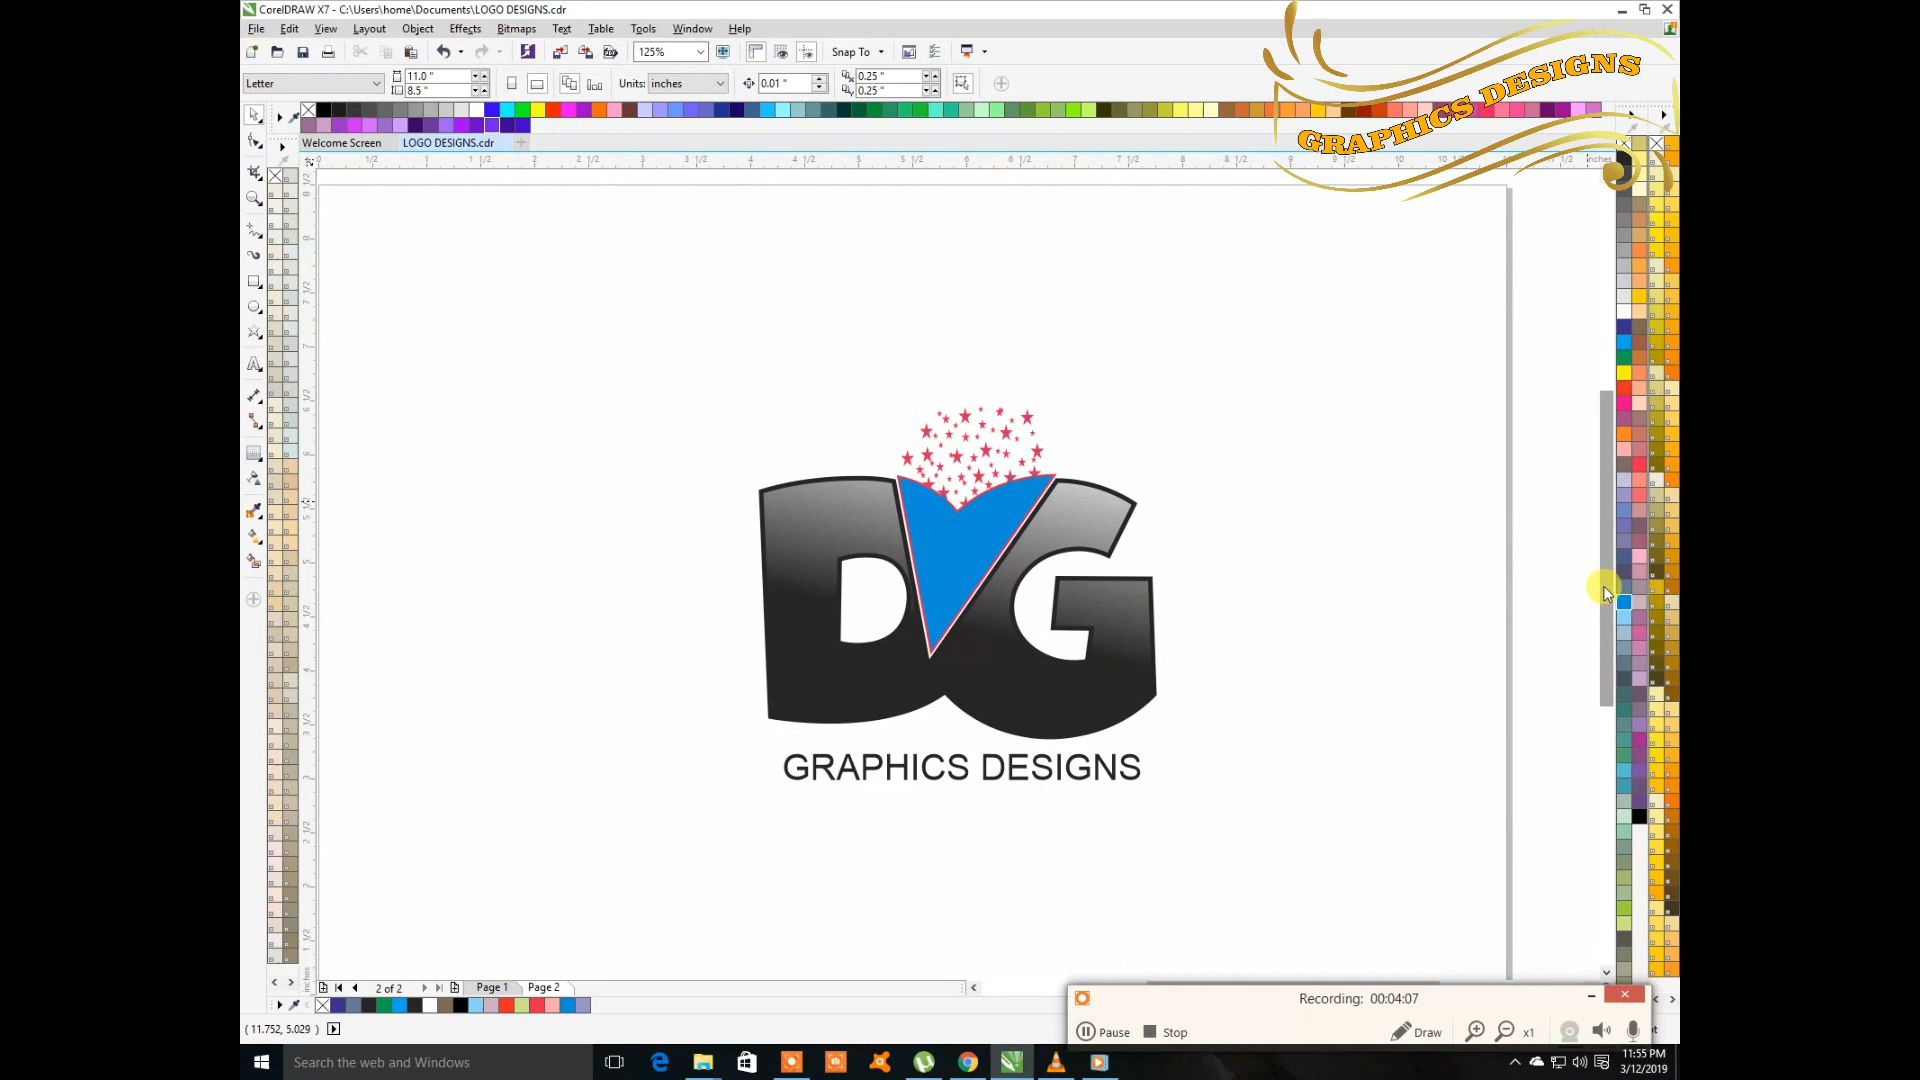 CorelDRAW X7 - C:\Users\home\Documents\LOGO DESIGNS.cdr
File Edit View Layout Object Effects Bitmaps Text Table Tools Window Help
125% Snap To
Letter 11.0 " 8.5 " Units: inches 0.01 " 0.25 " 0.25 "
GRAPHICS DESIGNS
Welcome Screen LOGO DESIGNS.cdr
DG
GRAPHICS DESIGNS
2 of 2 Page 1 Page 2
Recording: 00:04:07
Pause Stop Draw x1
( 11.752, 5.029 )
Search the web and Windows
11:55 PM
3/12/2019